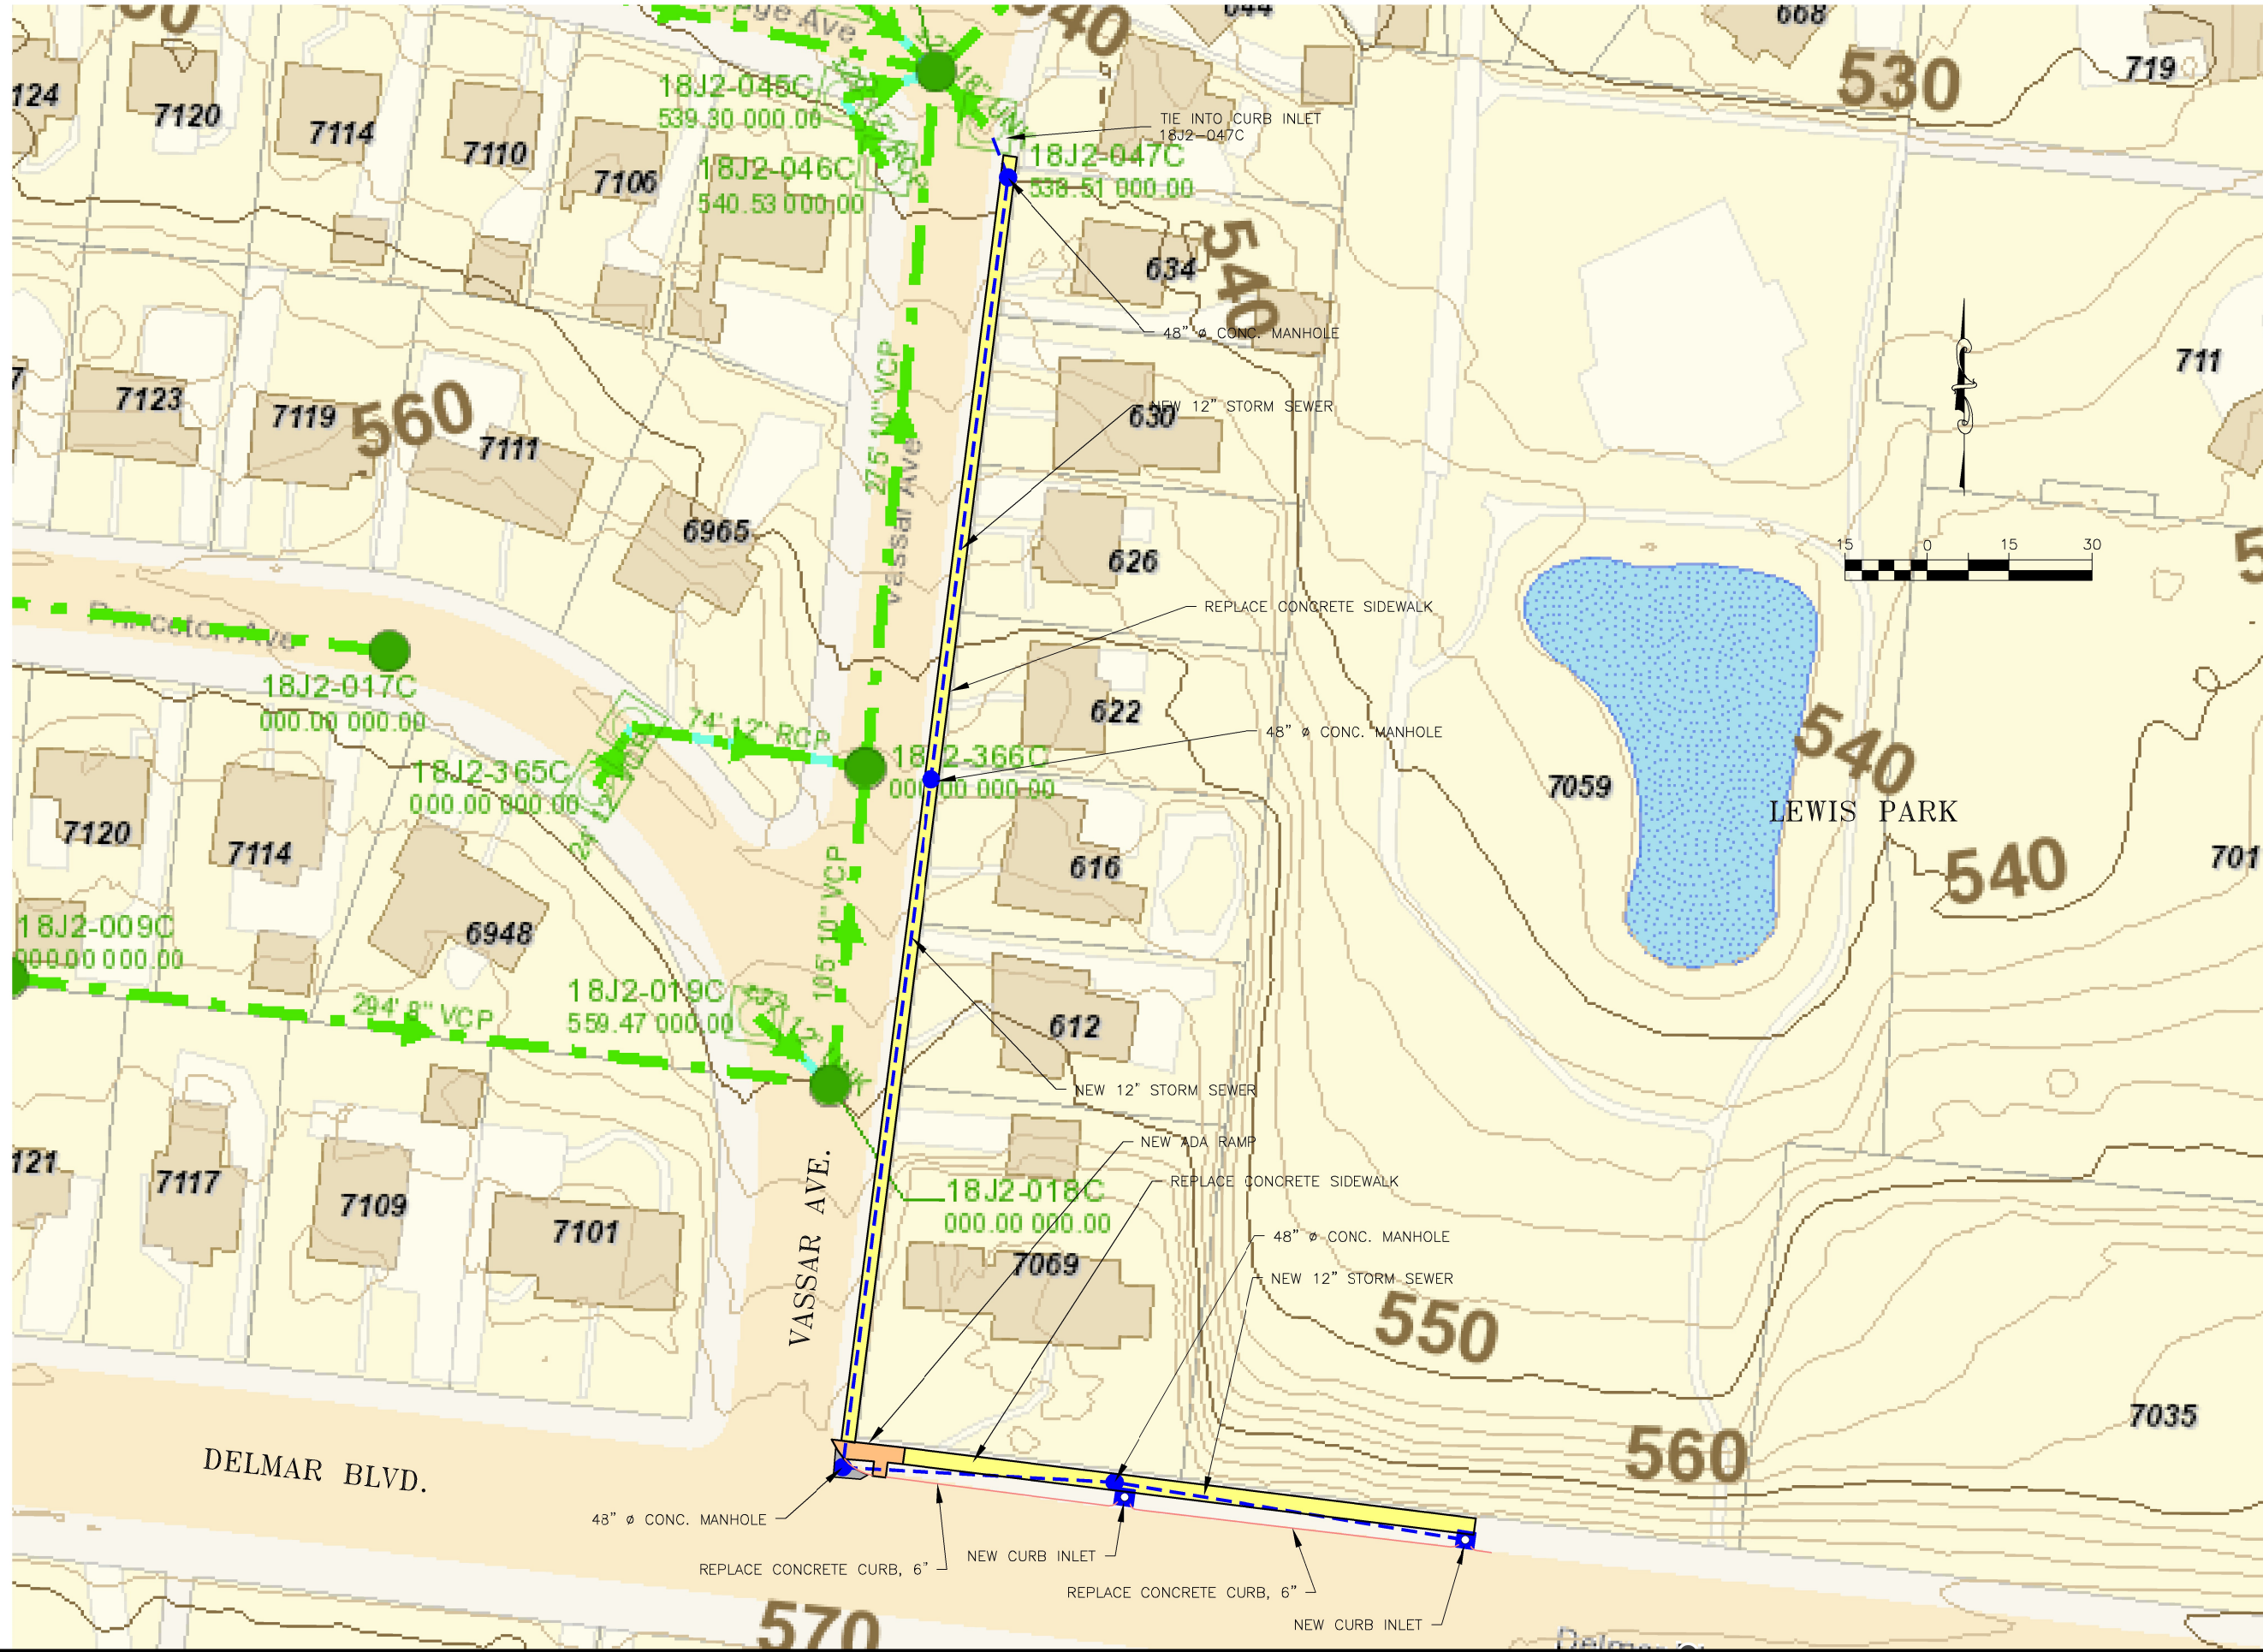 540
644
668
719
530
124
7120
7114
7110
7106
18J2-045C
539.30 000.00
18J2-046C
540.53 000.00
TIE INTO CURB INLET
18J2-047C
18J2-047C
538.51 000.00
634
540
48" ø CONC. MANHOLE
NEW 12" STORM SEWER
630
7123
7119
560
7111
6965
275' 10" VCP
Vassar Ave
626
711
15 0 15 30
REPLACE CONCRETE SIDEWALK
Princeton Ave
18J2-017C
000.00 000.00
74' 12" RCP
622
48" ø CONC. MANHOLE
18J2-366C
000.00 000.00
18J2-365C
000.00 000.00
7059
540
LEWIS PARK
540
701
7120
7114
6948
616
105' 10" VCP
18J2-009C
000.00 000.00
294' 8" VCP
18J2-019C
559.47 000.00
612
NEW 12" STORM SEWER
NEW ADA RAMP
REPLACE CONCRETE SIDEWALK
18J2-018C
000.00 000.00
121
7117
7109
7101
VASSAR AVE.
7069
48" ø CONC. MANHOLE
NEW 12" STORM SEWER
550
560
7035
DELMAR BLVD.
48" ø CONC. MANHOLE
REPLACE CONCRETE CURB, 6"
NEW CURB INLET
REPLACE CONCRETE CURB, 6"
NEW CURB INLET
570